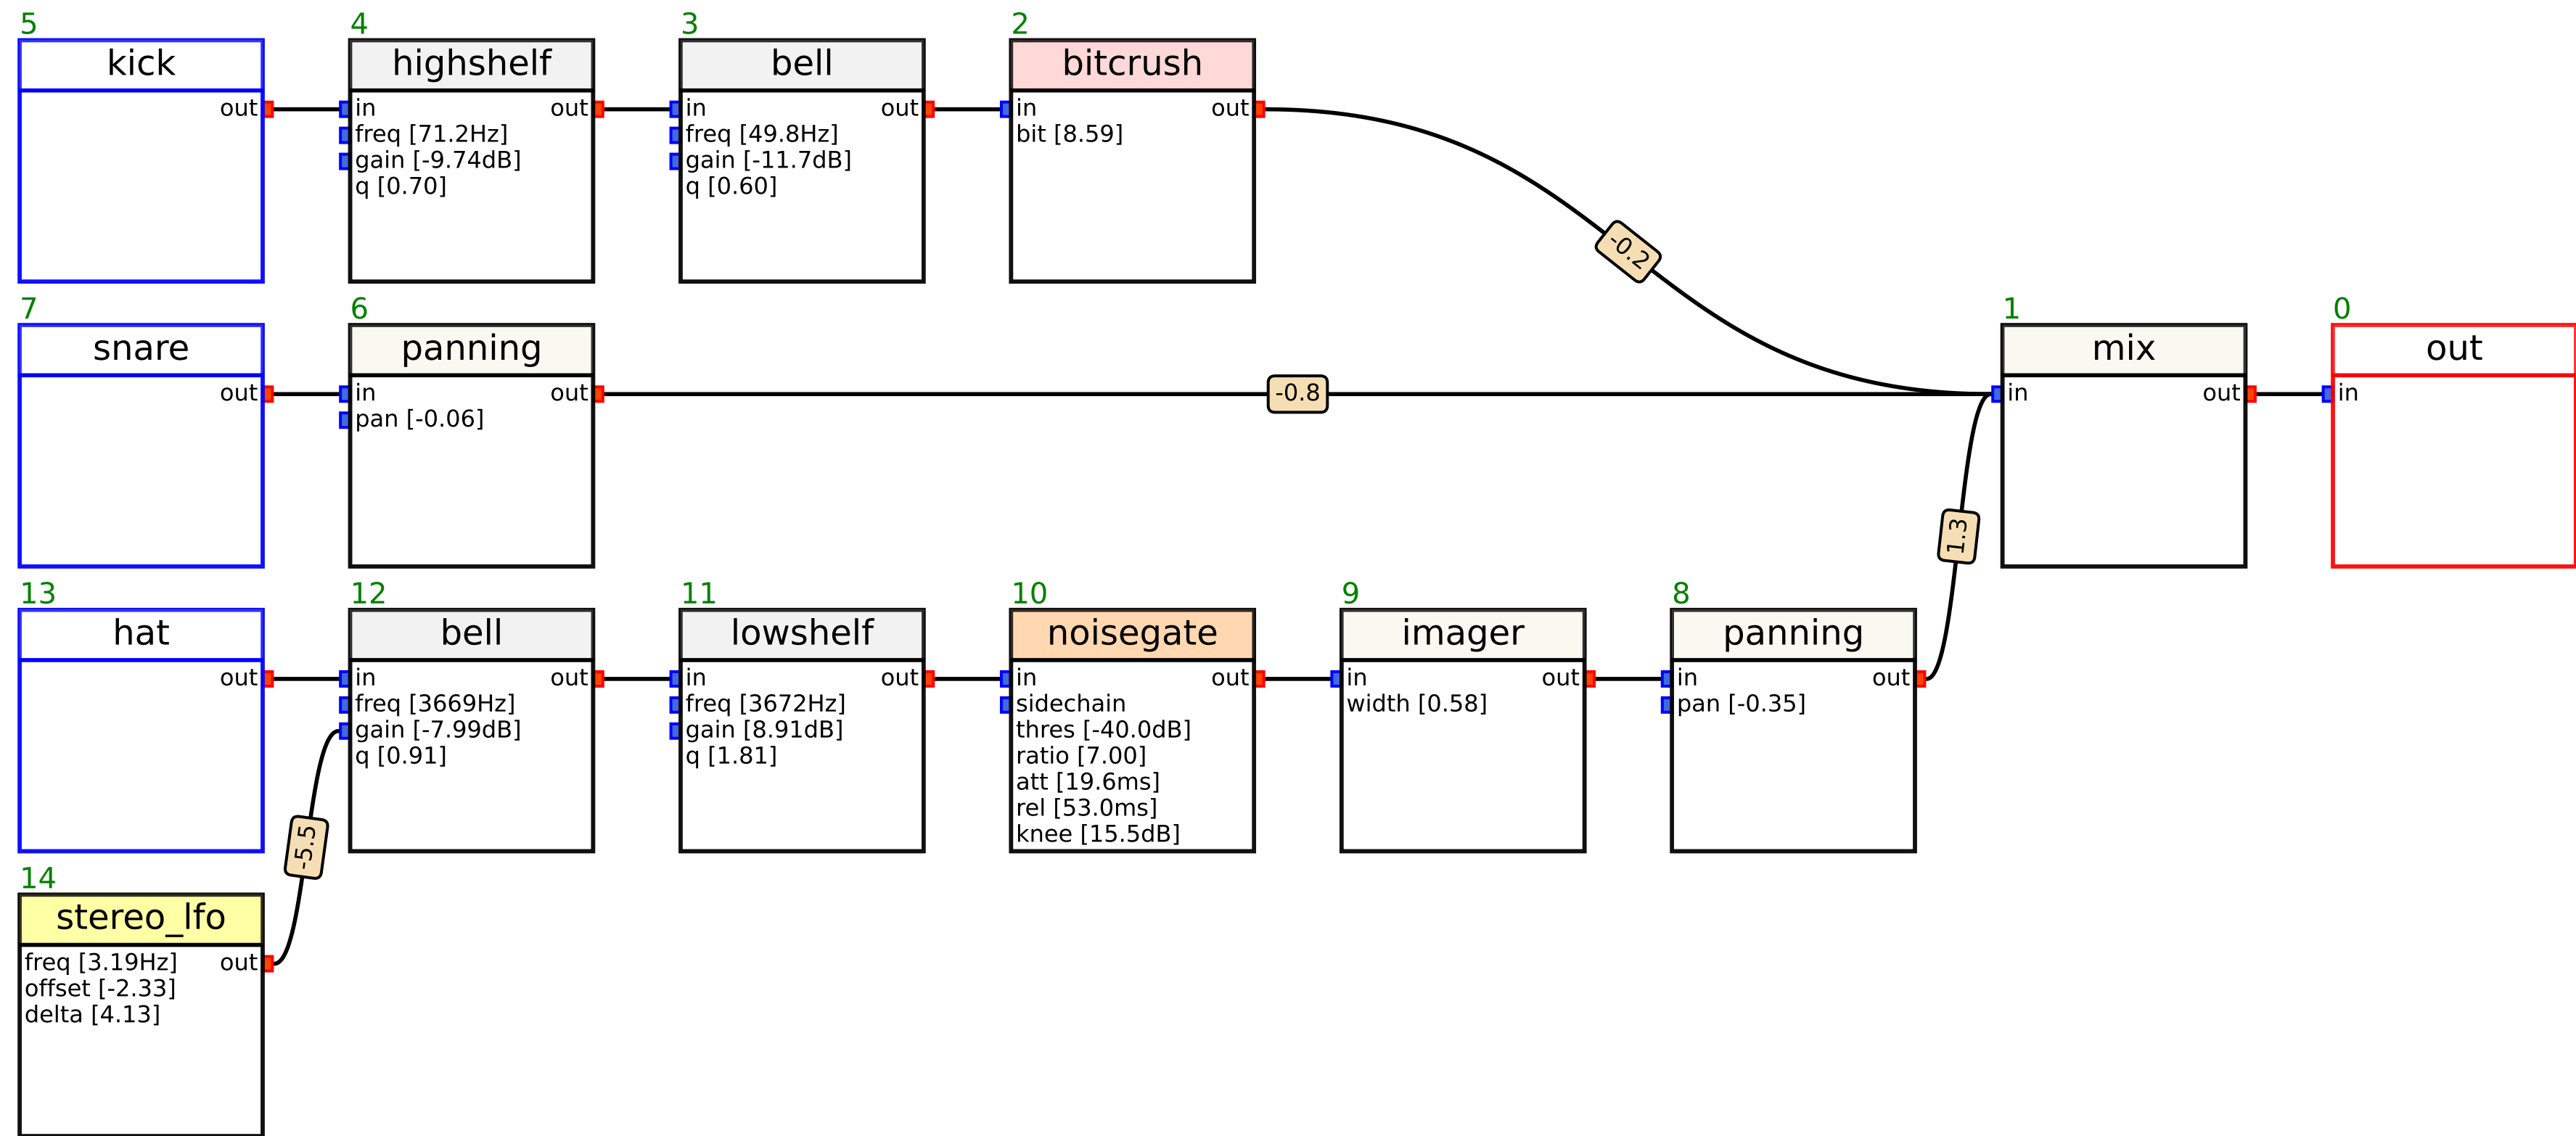 5
kick
out
4
highshelf
in out
freq [71.2Hz]
gain [-9.74dB]
q [0.70]
3
bell
in out
freq [49.8Hz]
gain [-11.7dB]
q [0.60]
2
bitcrush
in out
bit [8.59]
-0.2
7
snare
out
6
panning
in out
pan [-0.06]
-0.8
1
mix
in out
0
out
in
13
hat
out
12
bell
in out
freq [3669Hz]
gain [-7.99dB]
q [0.91]
11
lowshelf
in out
freq [3672Hz]
gain [8.91dB]
q [1.81]
10
noisegate
in out
sidechain
thres [-40.0dB]
ratio [7.00]
att [19.6ms]
rel [53.0ms]
knee [15.5dB]
9
imager
in out
width [0.58]
8
panning
in out
pan [-0.35]
1.3
-5.5
14
stereo_lfo
freq [3.19Hz] out
offset [-2.33]
delta [4.13]